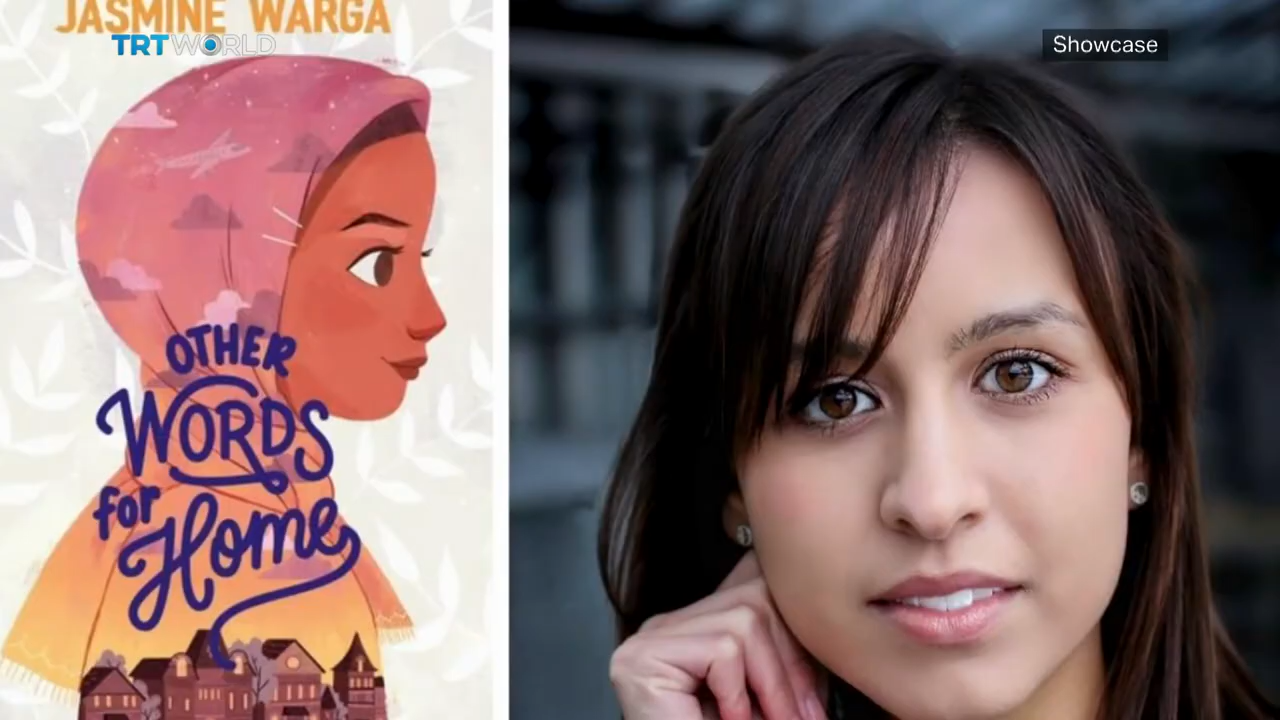 JASMINE WARGA
TRT WORLD
Showcase
OTHER
WORDS
for
Home